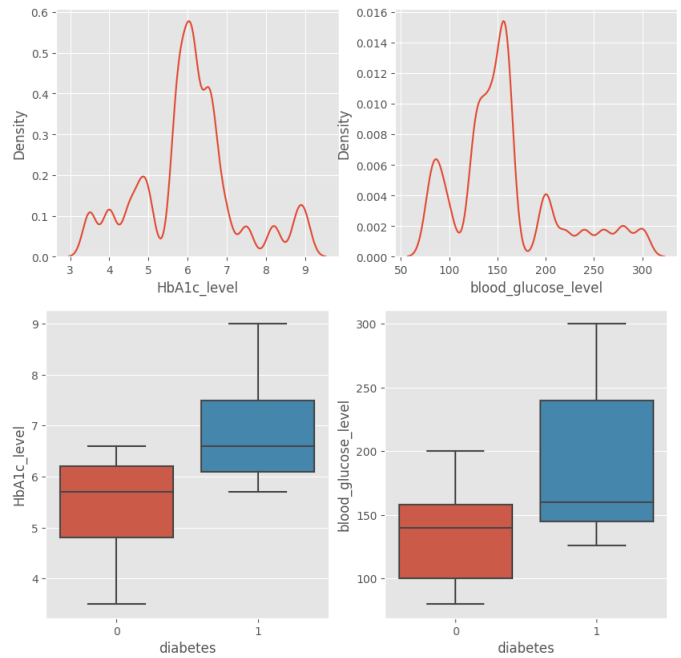 0.6
0.5
0.4
0.3
0.2
0.1
0.0
Density
3 4 5 6 7 8 9
HbA1c_level
0.016
0.014
0.012
0.010
0.008
0.006
0.004
0.002
0.000
Density
50 100 150 200 250 300
blood_glucose_level
9
8
7
6
5
4
HbA1c_level
0 1
diabetes
300
250
200
150
100
blood_glucose_level
0 1
diabetes